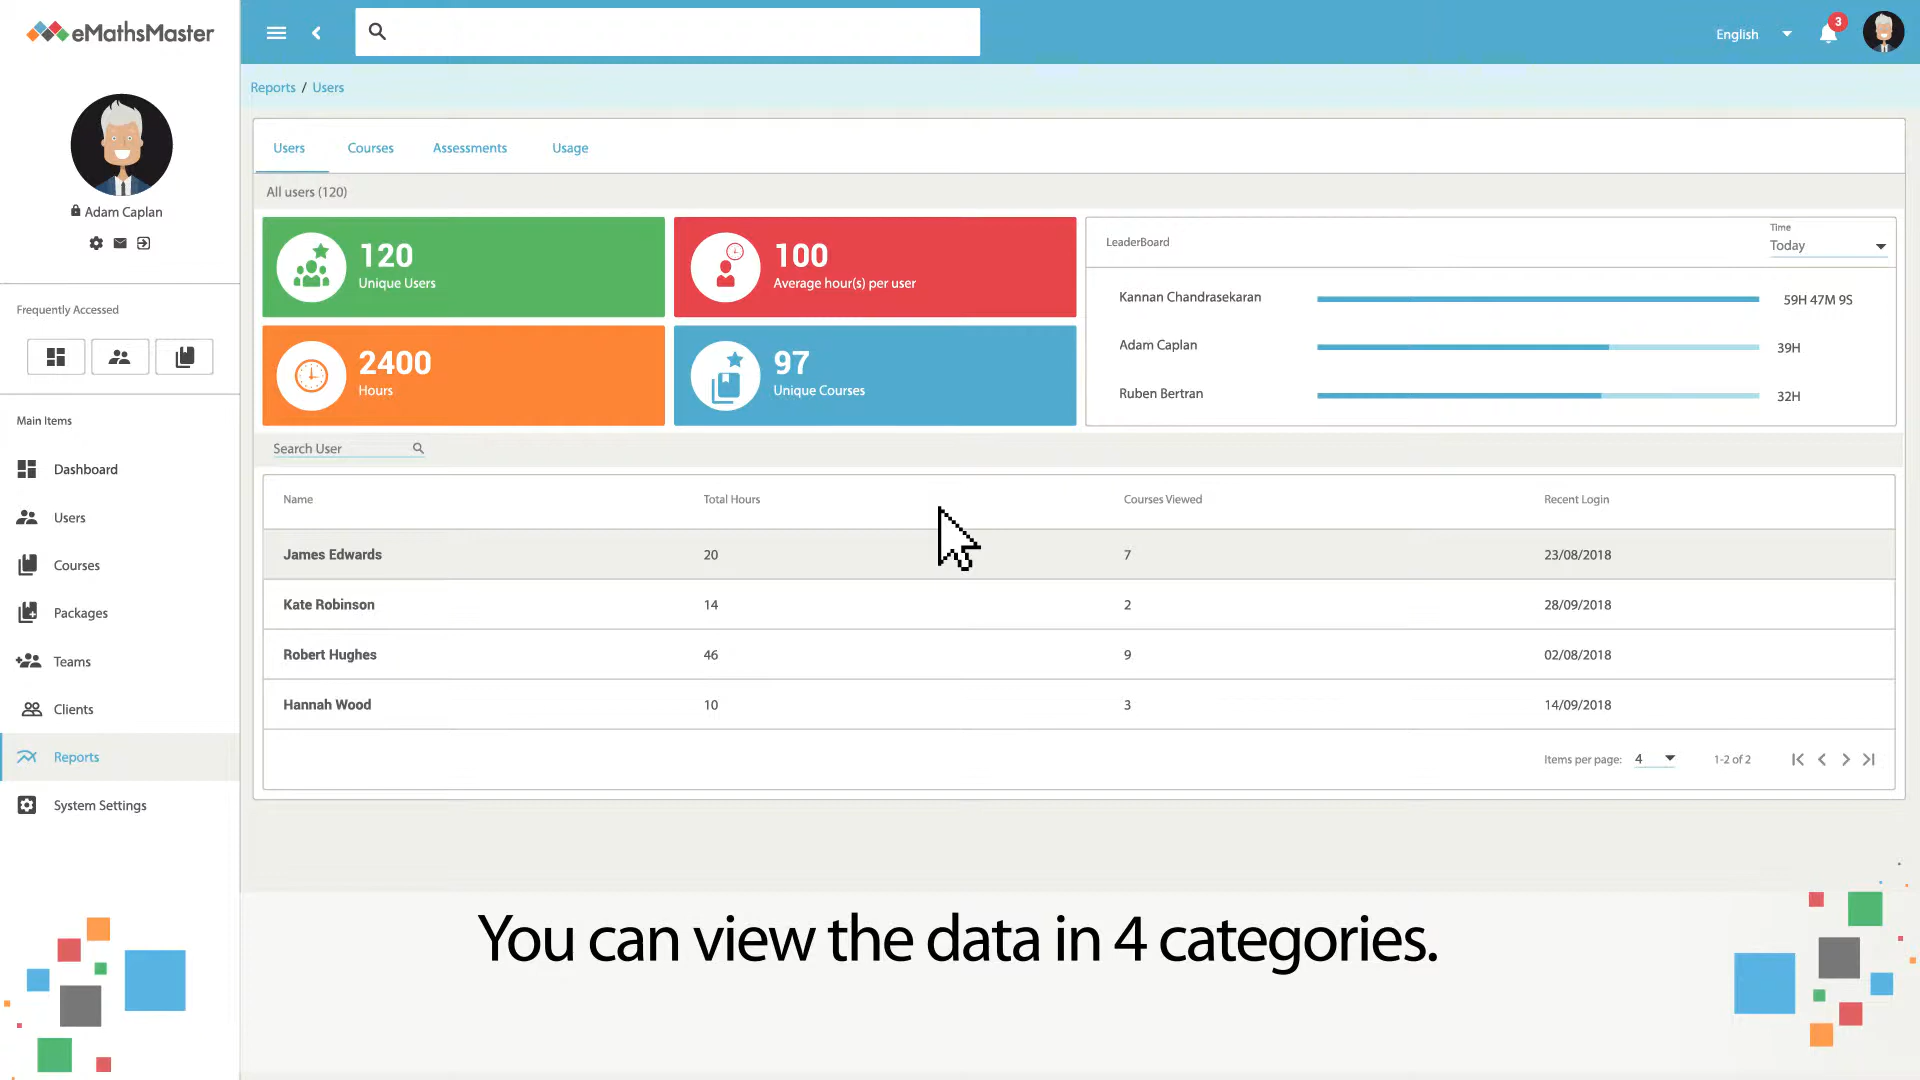 eMathsMaster
English
3
Reports / Users
Adam Caplan
Frequently Accessed
Main Items
Dashboard
Users
Courses
Packages
Teams
Clients
Reports
System Settings
Users Courses Assessments Usage
All users (120)
120
Unique Users
100
Average hour(s) per user
2400
Hours
97
Unique Courses
LeaderBoard
Time
Today
Kannan Chandrasekaran 59H 47M 9S
Adam Caplan 39H
Ruben Bertran 32H
Search User
Name Total Hours Courses Viewed Recent Login
James Edwards 20 7 23/08/2018
Kate Robinson 14 2 28/09/2018
Robert Hughes 46 9 02/08/2018
Hannah Wood 10 3 14/09/2018
Items per page: 4 1-2 of 2
You can view the data in 4 categories.